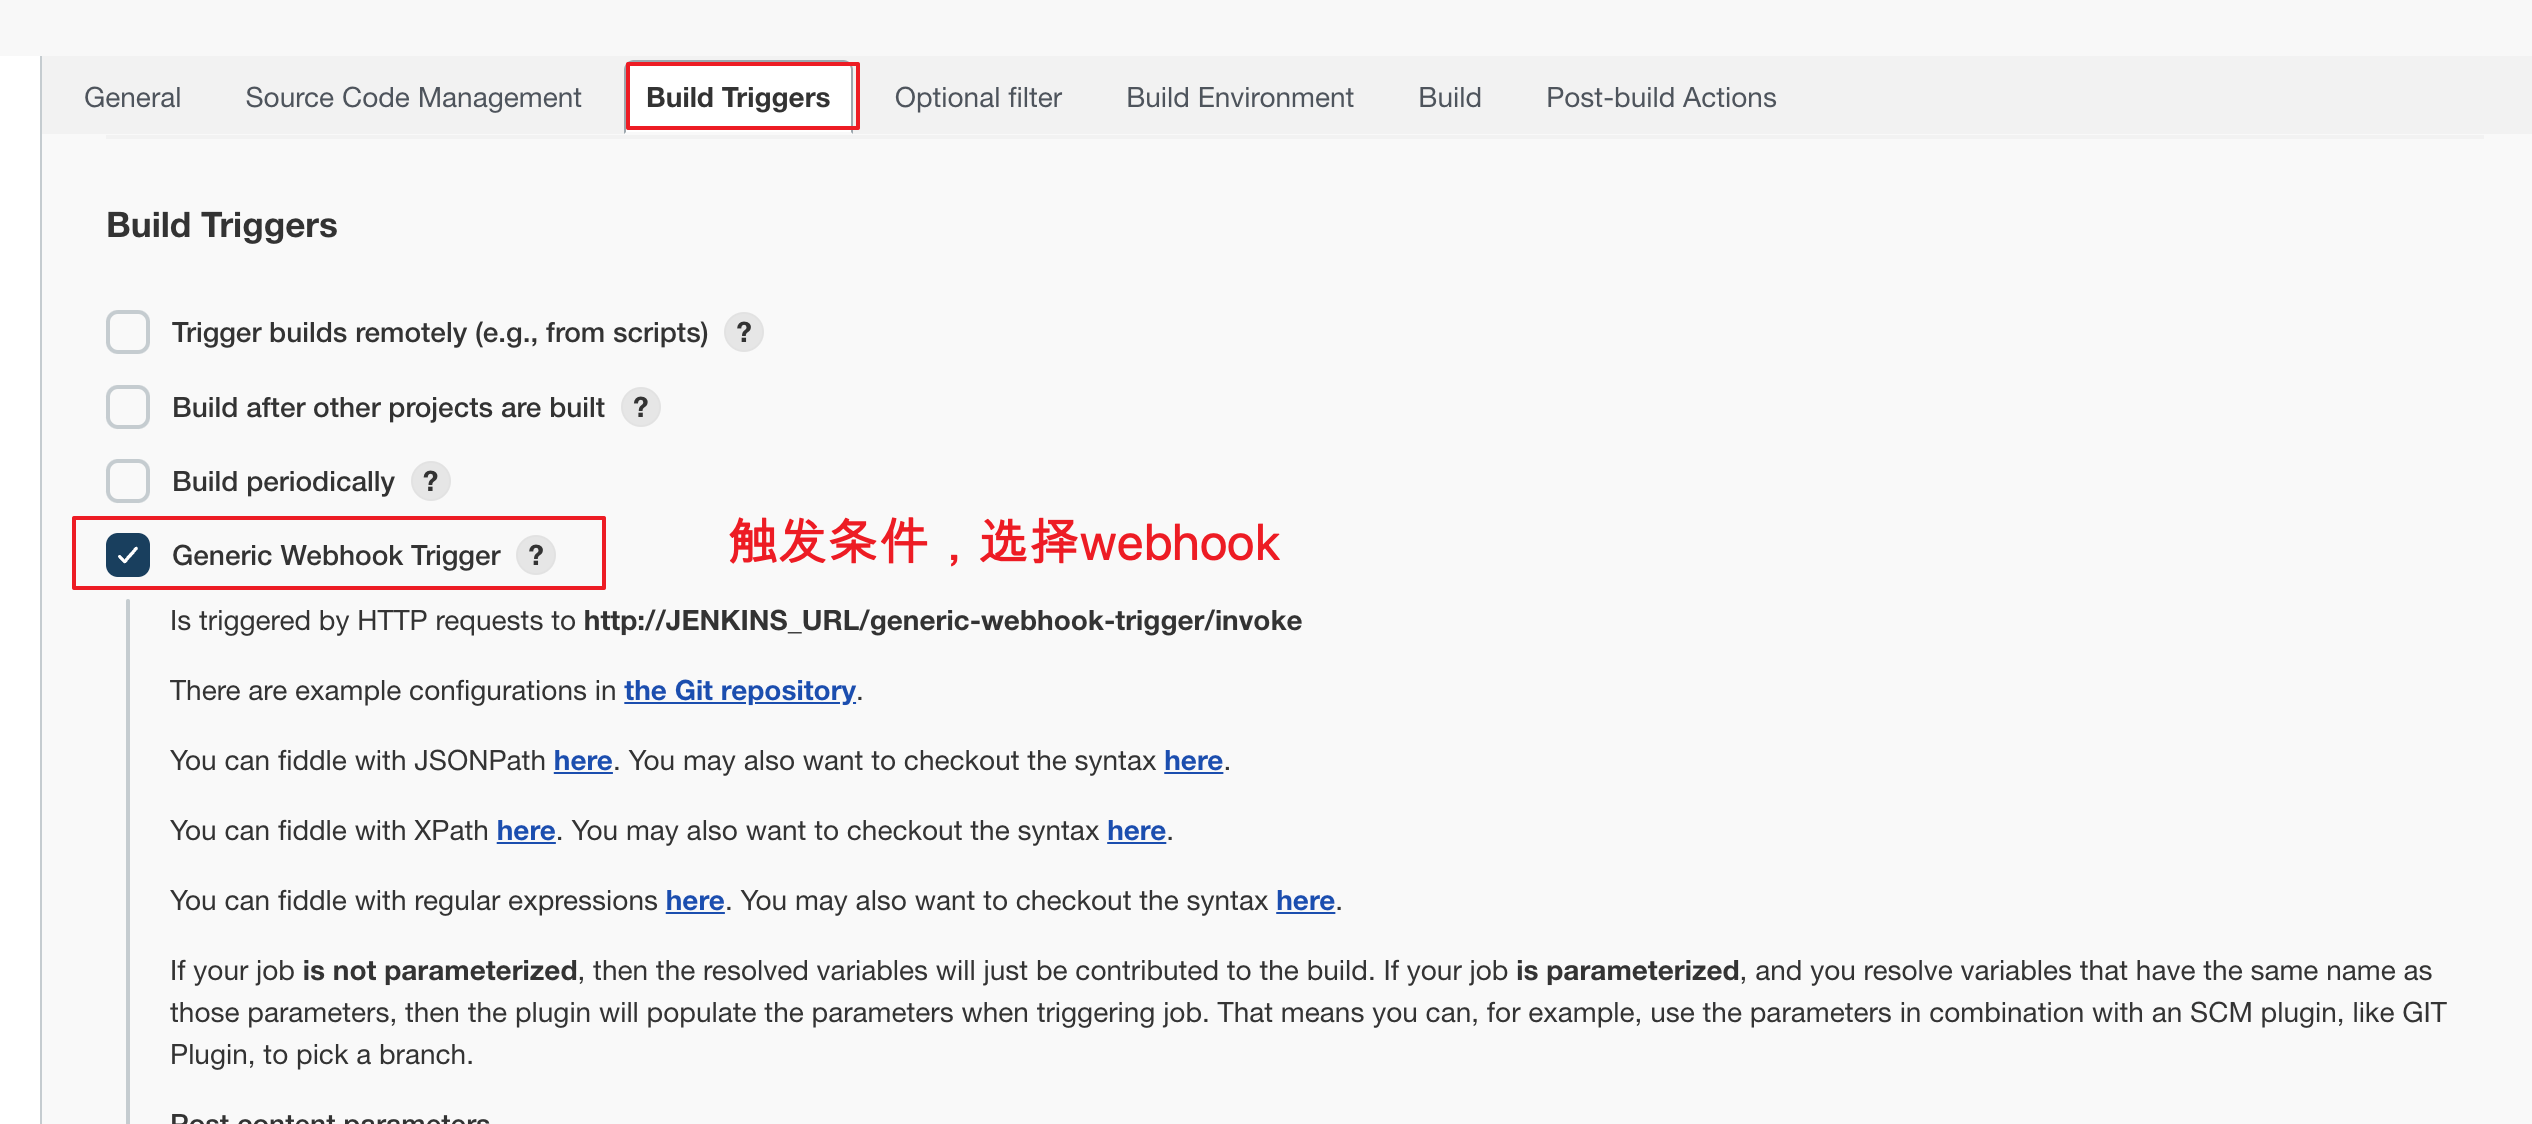 General Source Code Management Build Triggers Optional filter Build Environment Build Post-build Actions
Build Triggers
Trigger builds remotely (e.g., from scripts) ?
Build after other projects are built ?
Build periodically ?
Generic Webhook Trigger ?
触发条件，选择webhook
Is triggered by HTTP requests to http://JENKINS_URL/generic-webhook-trigger/invoke
There are example configurations in the Git repository.
You can fiddle with JSONPath here. You may also want to checkout the syntax here.
You can fiddle with XPath here. You may also want to checkout the syntax here.
You can fiddle with regular expressions here. You may also want to checkout the syntax here.
If your job is not parameterized, then the resolved variables will just be contributed to the build. If your job is parameterized, and you resolve variables that have the same name as
those parameters, then the plugin will populate the parameters when triggering job. That means you can, for example, use the parameters in combination with an SCM plugin, like GIT
Plugin, to pick a branch.
Post content parameters